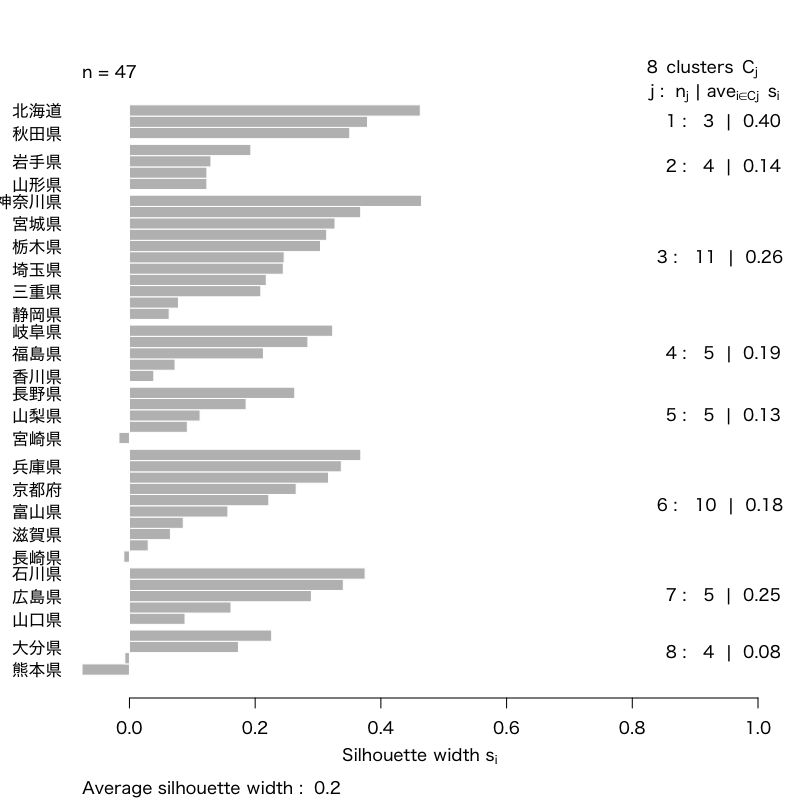 n = 47
8 clusters Cj
j : nj | avei∈Cj si
北海道
1 : 3 | 0.40
秋田県
岩手県
2 : 4 | 0.14
山形県
神奈川県
宮城県
栃木県
3 : 11 | 0.26
埼玉県
三重県
静岡県
岐阜県
福島県
4 : 5 | 0.19
香川県
長野県
山梨県
5 : 5 | 0.13
宮崎県
兵庫県
京都府
6 : 10 | 0.18
富山県
滋賀県
長崎県
石川県
広島県
7 : 5 | 0.25
山口県
大分県
8 : 4 | 0.08
熊本県
0.0 0.2 0.4 0.6 0.8 1.0
Silhouette width si
Average silhouette width : 0.2